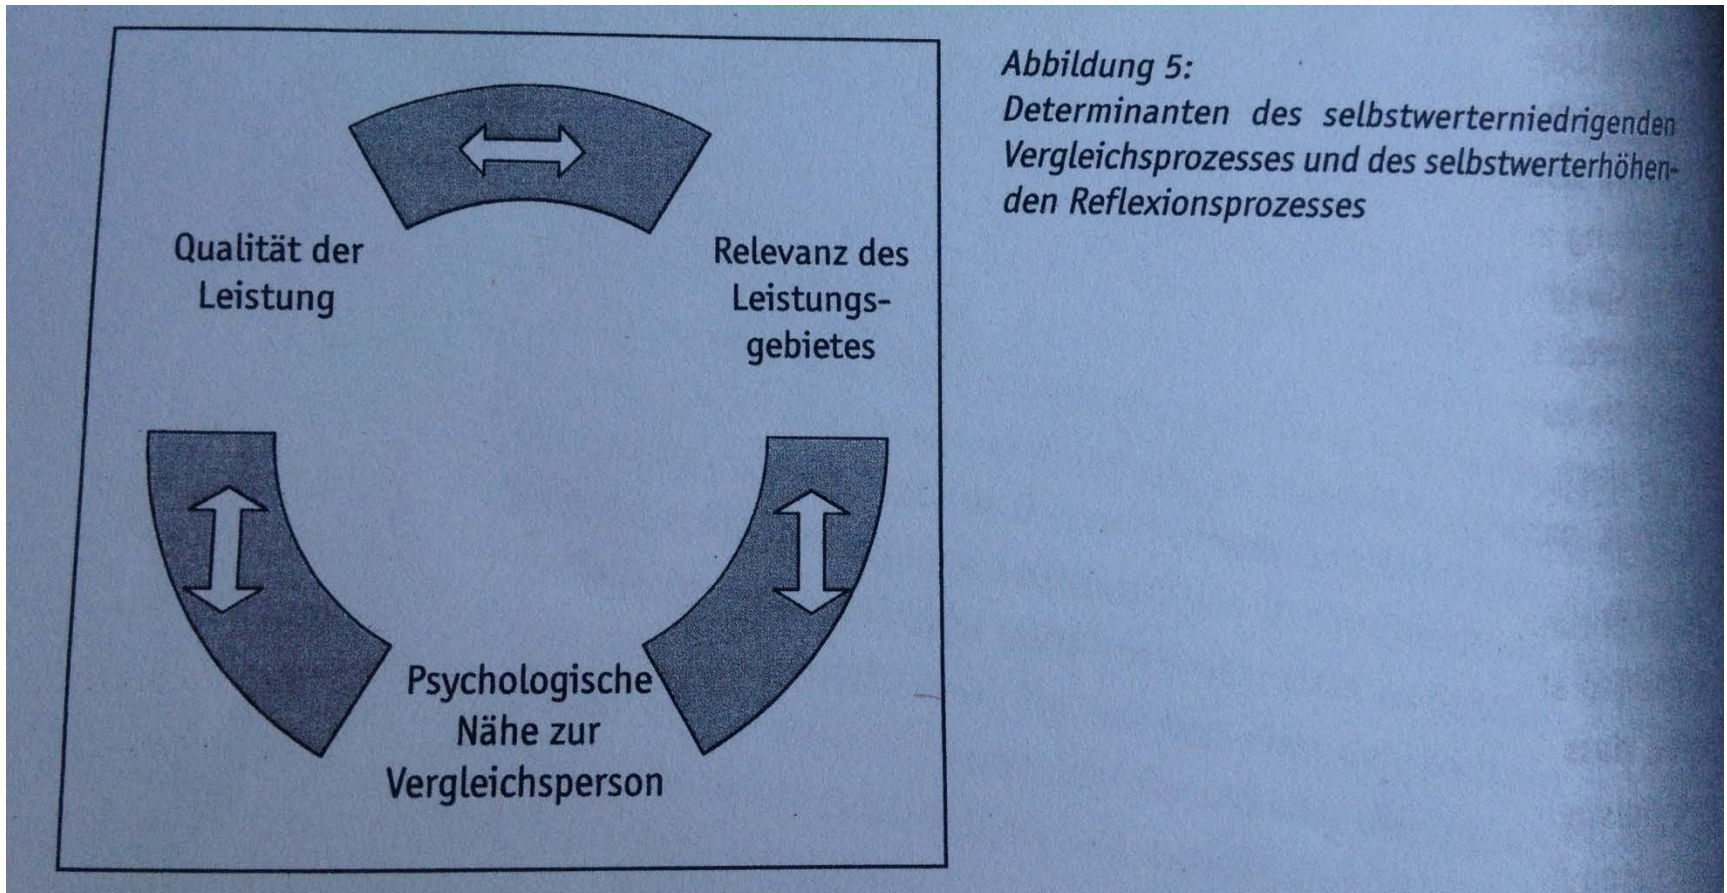 Abbildung 5:
Determinanten des selbstwerterniedrigenden
Vergleichsprozesses und des selbstwerterhöhen-
den Reflexionsprozesses
Qualität der
Leistung
Relevanz des
Leistungs-
gebietes
Psychologische
Nähe zur
Vergleichsperson